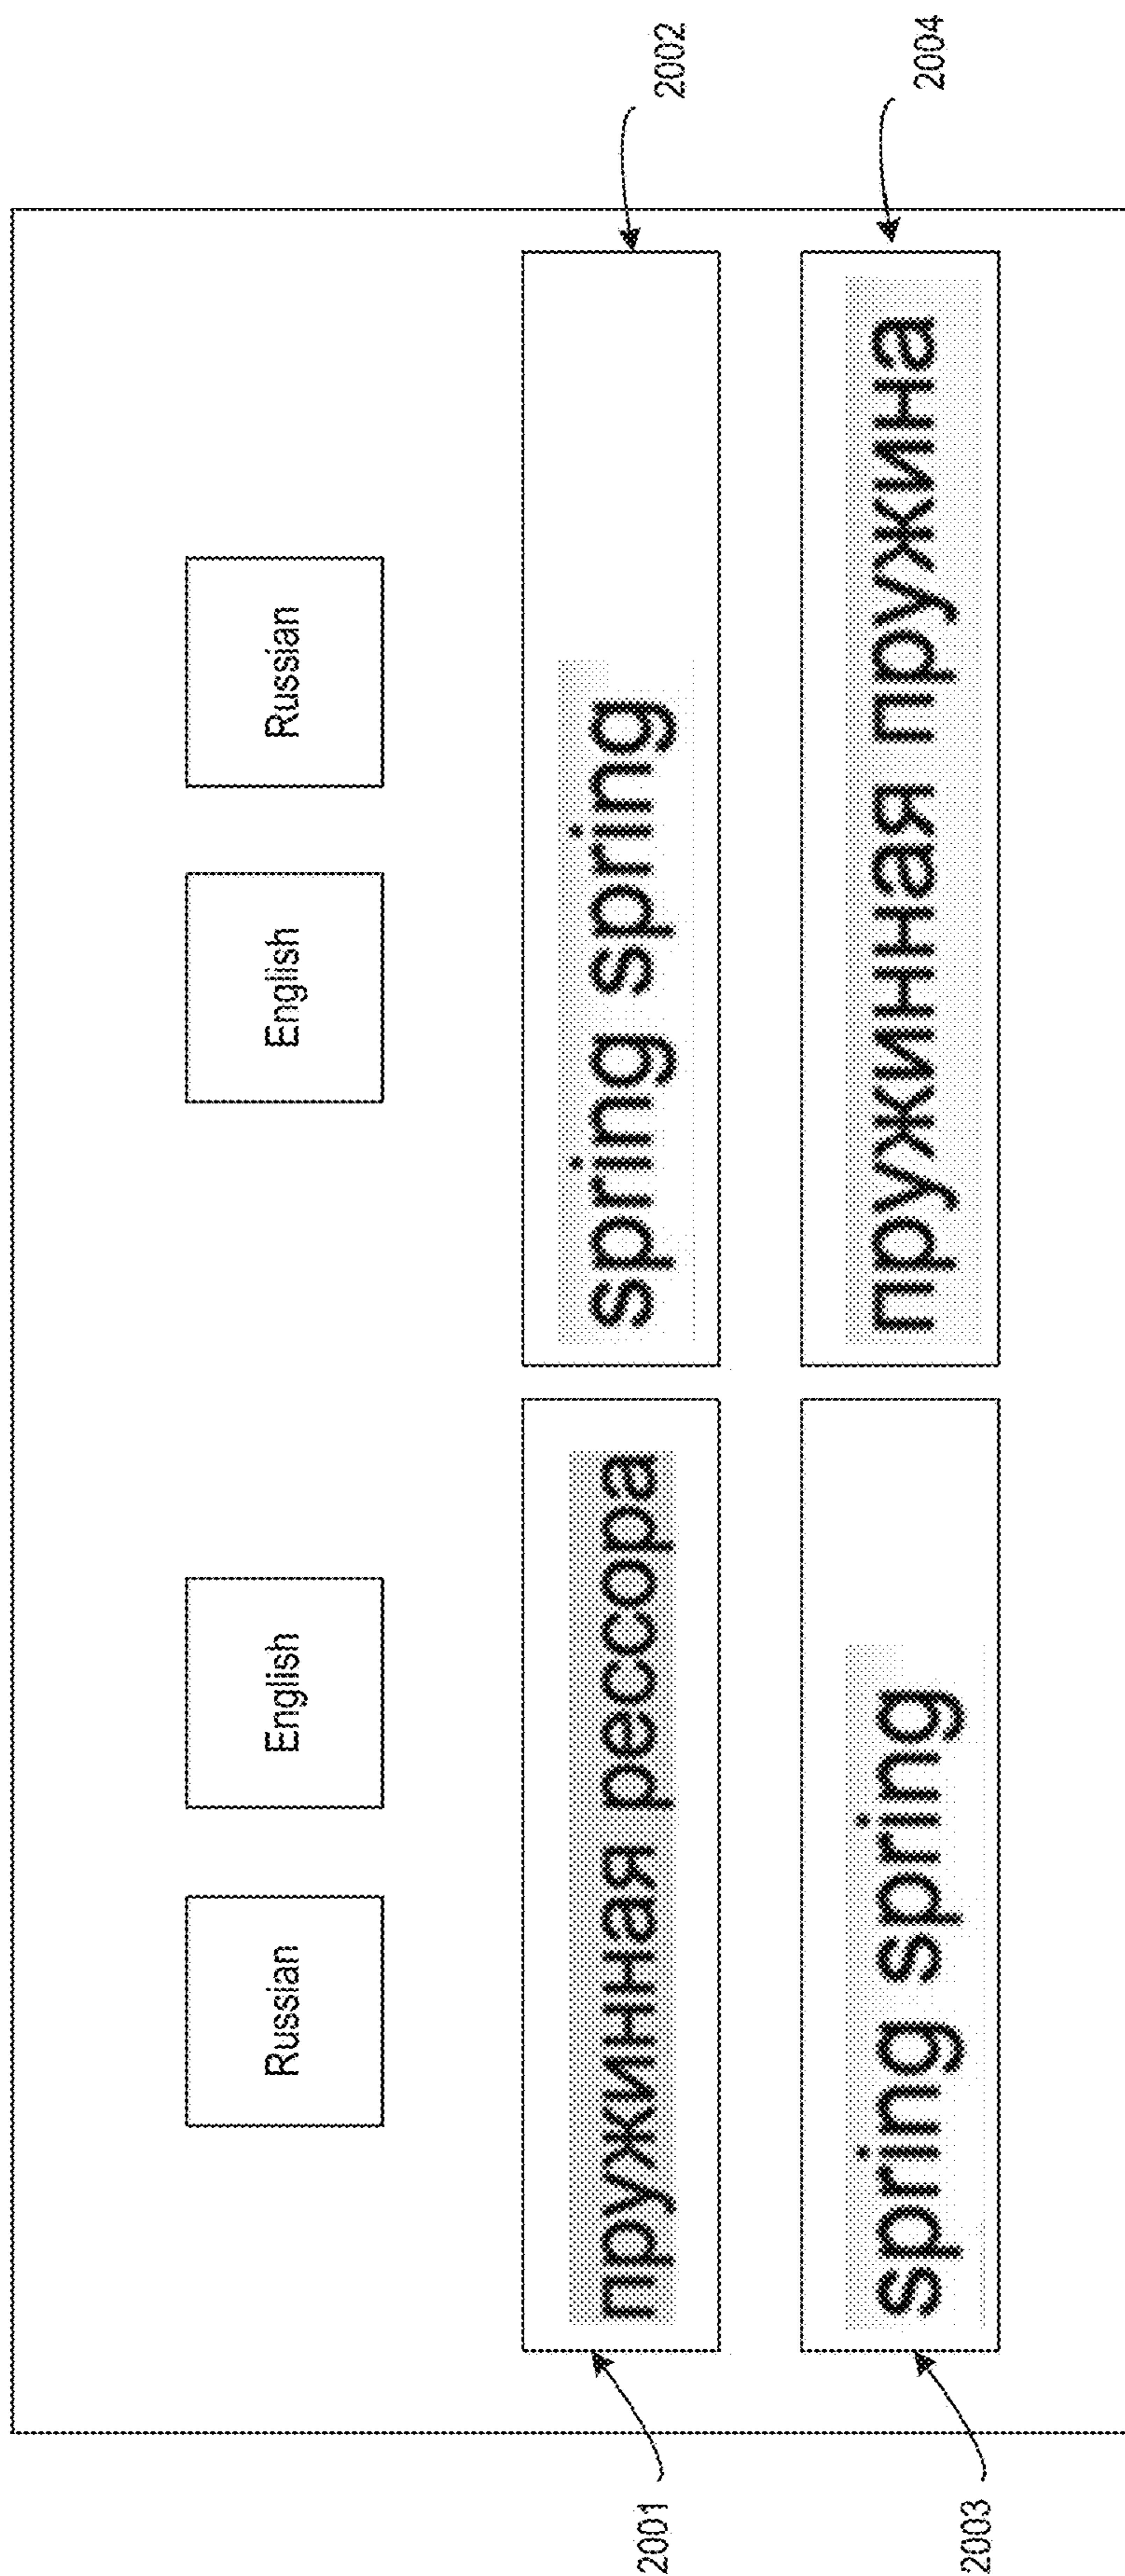 Russian English English Russian
2001 пружинная рессора spring spring 2002
2003 spring spring пружинная пружина 2004